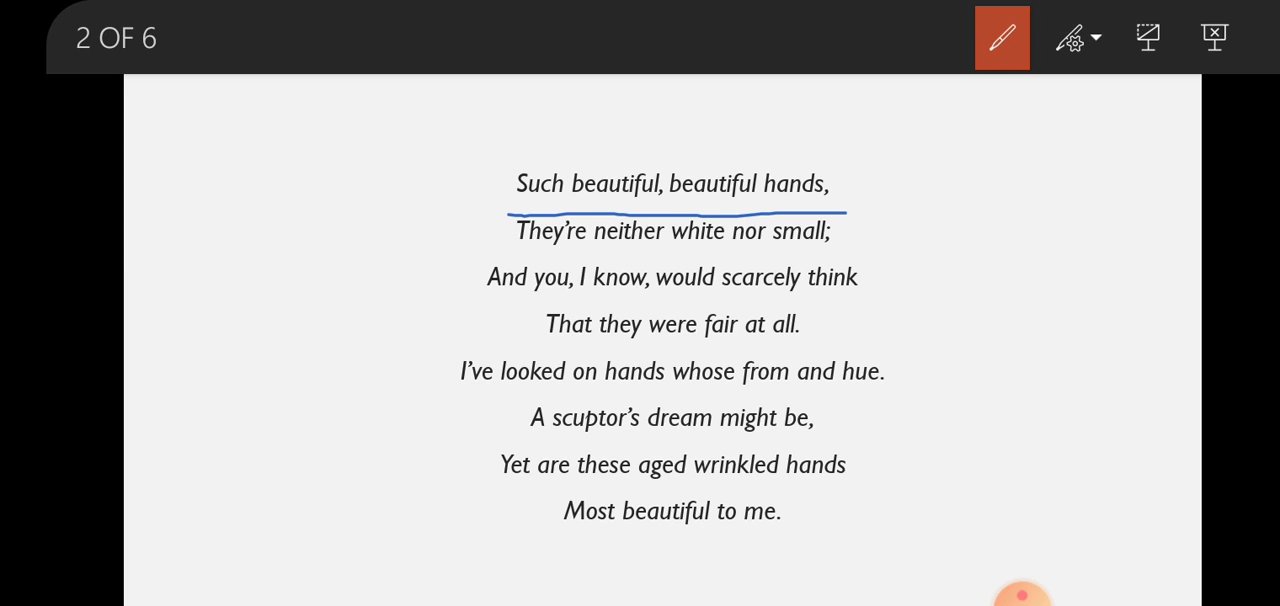 2 OF 6
Such beautiful, beautiful hands,
They're neither white nor small;
And you, I know, would scarcely think
That they were fair at all.
I've looked on hands whose from and hue.
A scuptor's dream might be,
Yet are these aged wrinkled hands
Most beautiful to me.